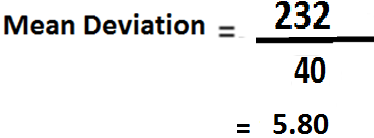 Mean Deviation = 232
40
= 5.80